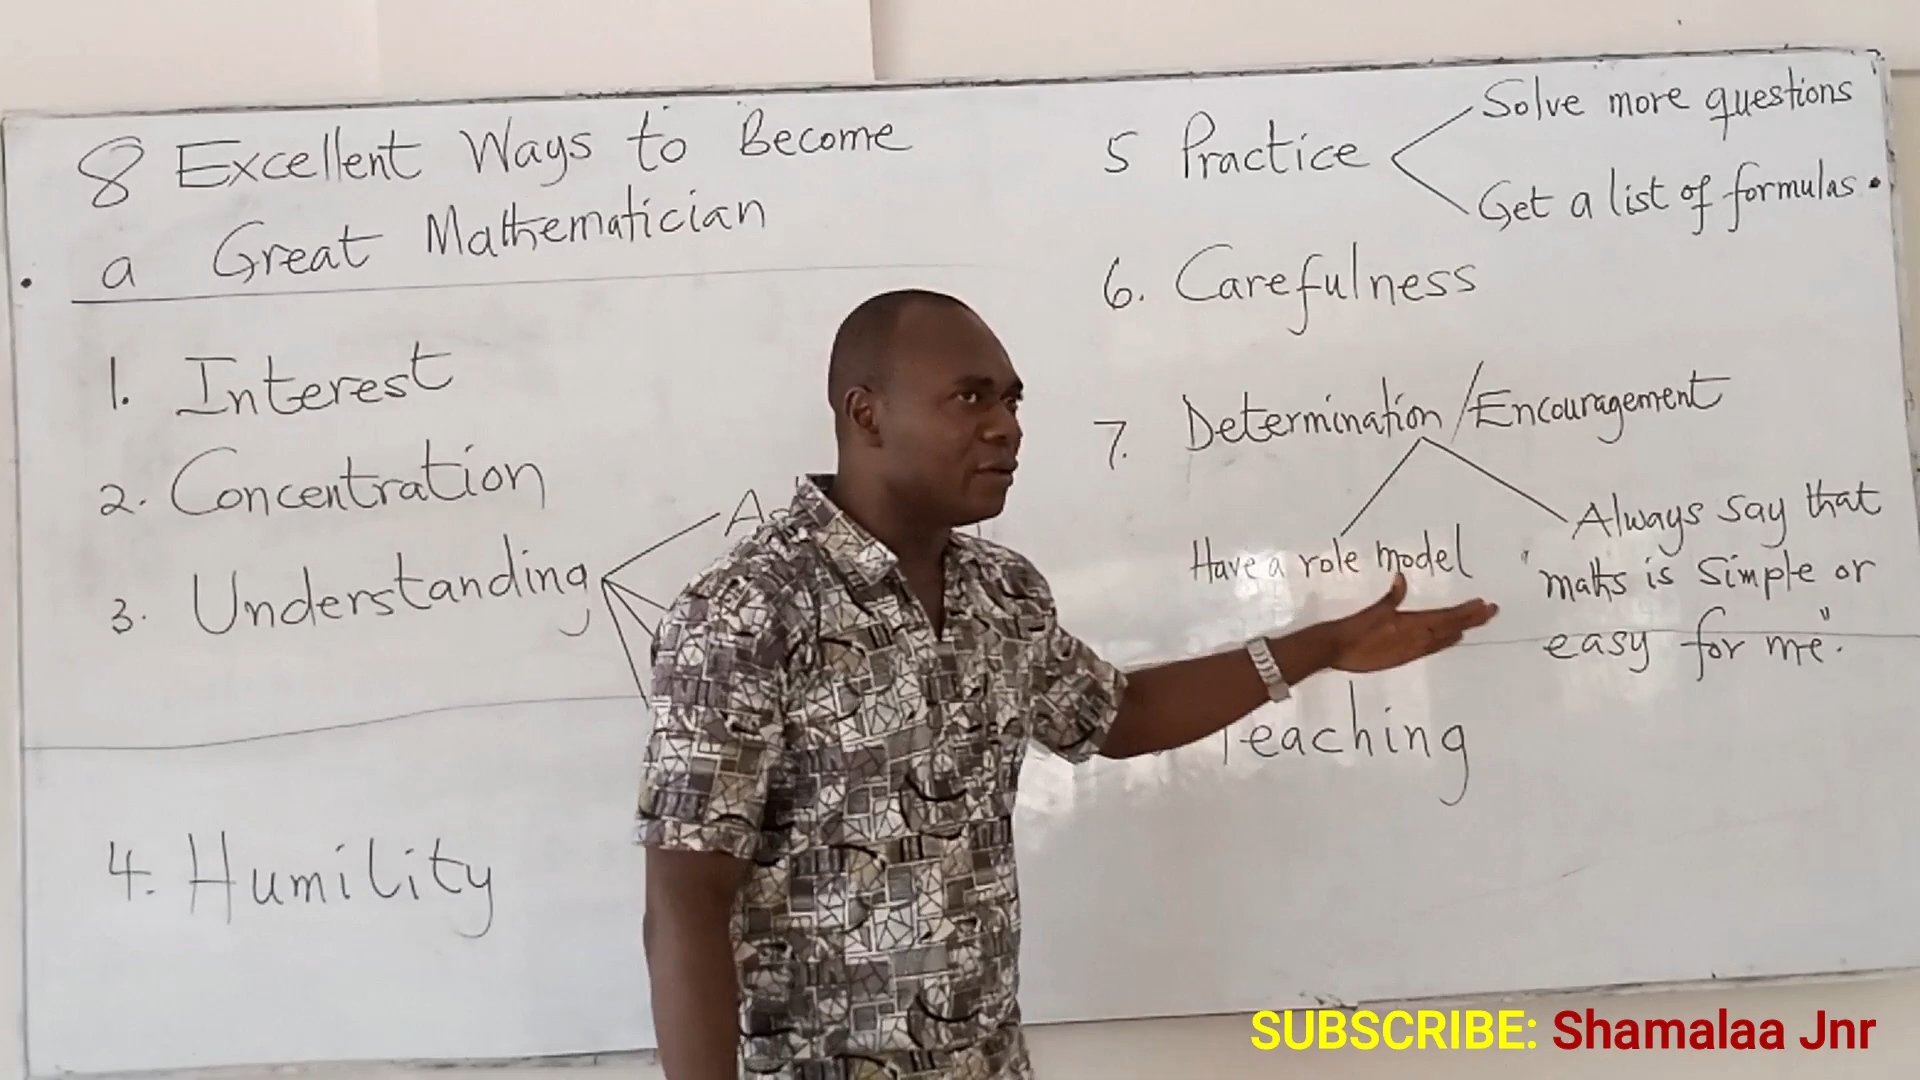 8 Excellent Ways to Become
a Great Mathematician
1. Interest
2. Concentration
3. Understanding
4. Humility
5 Practice
Solve more questions
Get a list of formulas
6. Carefulness
7. Determination/Encouragement
Have a role model
Always say that
"maths is simple or
easy for me".
Teaching
SUBSCRIBE: Shamalaa Jnr